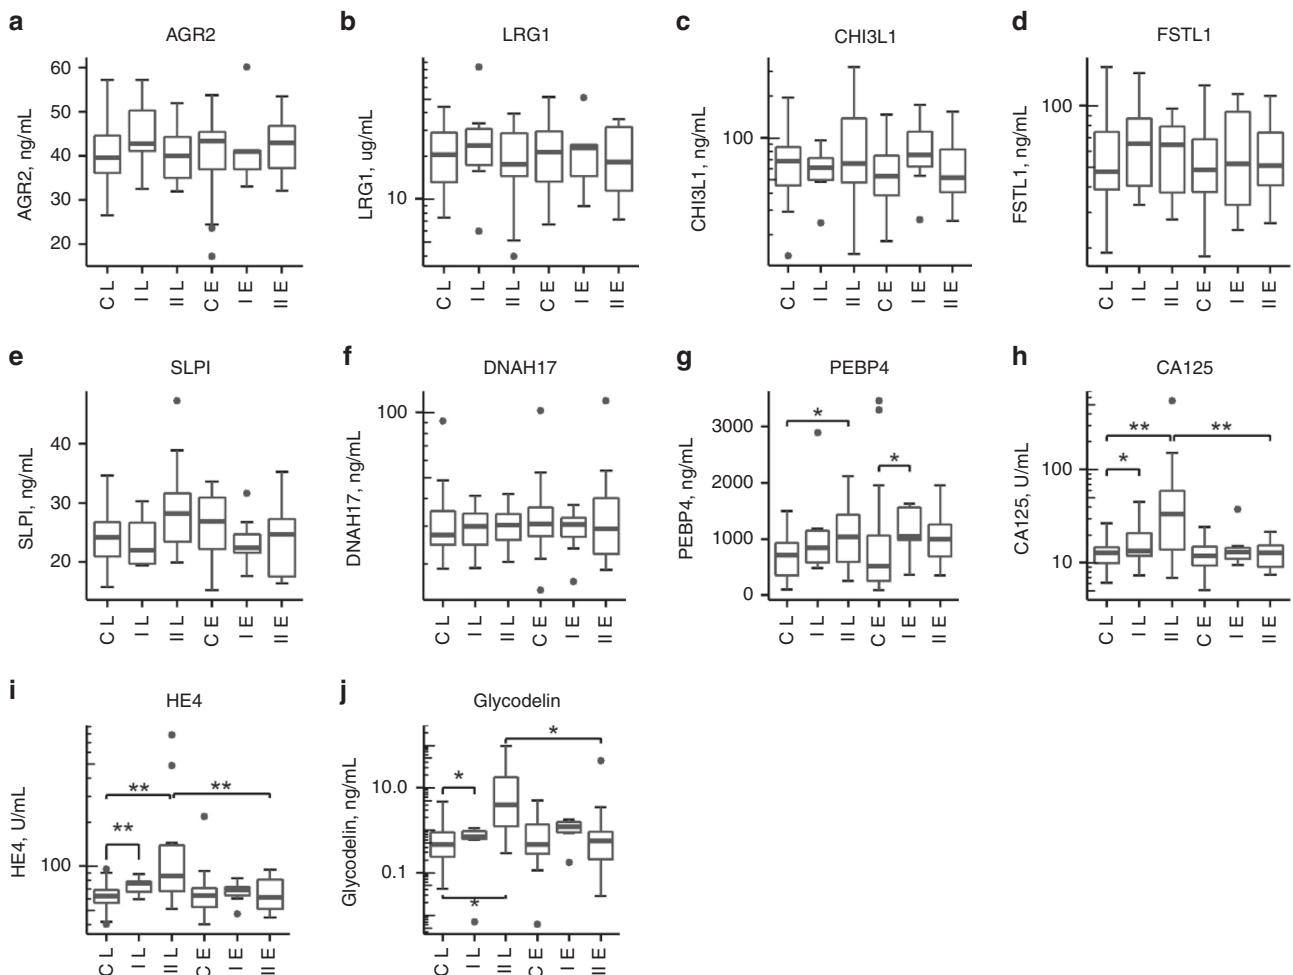 a
AGR2
AGR2, ng/mL
60
50
40
30
20
C L
I L
II L
C E
I E
II E
b
LRG1
LRG1, ug/mL
10
C L
I L
II L
C E
I E
II E
c
CHI3L1
CHI3L1, ng/mL
100
C L
I L
II L
C E
I E
II E
d
FSTL1
FSTL1, ng/mL
100
C L
I L
II L
C E
I E
II E
e
SLPI
SLPI, ng/mL
40
30
20
C L
I L
II L
C E
I E
II E
f
DNAH17
DNAH17, ng/mL
100
C L
I L
II L
C E
I E
II E
g
PEBP4
PEBP4, ng/mL
3000
2000
1000
0
*
*
C L
I L
II L
C E
I E
II E
h
CA125
CA125, U/mL
100
10
** **
*
C L
I L
II L
C E
I E
II E
i
HE4
HE4, U/mL
100
** **
**
C L
I L
II L
C E
I E
II E
j
Glycodelin
Glycodelin, ng/mL
10.0
0.1
*
*
*
C L
I L
II L
C E
I E
II E